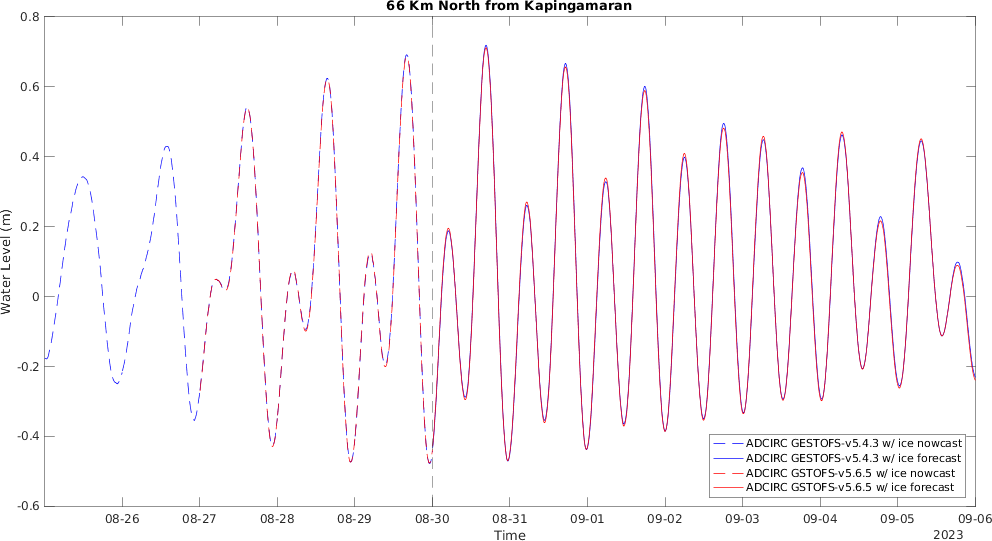 66 Km North from Kapingamaran
0.8
0.6
0.4
0.2
0
-0.2
-0.4
-0.6
Water Level (m)
ADCIRC GESTOFS-v5.4.3 w/ ice nowcast
ADCIRC GESTOFS-v5.4.3 w/ ice forecast
ADCIRC GSTOFS-v5.6.5 w/ ice nowcast
ADCIRC GSTOFS-v5.6.5 w/ ice forecast
08-26 08-27 08-28 08-29 08-30 08-31 09-01 09-02 09-03 09-04 09-05 09-06
Time
2023